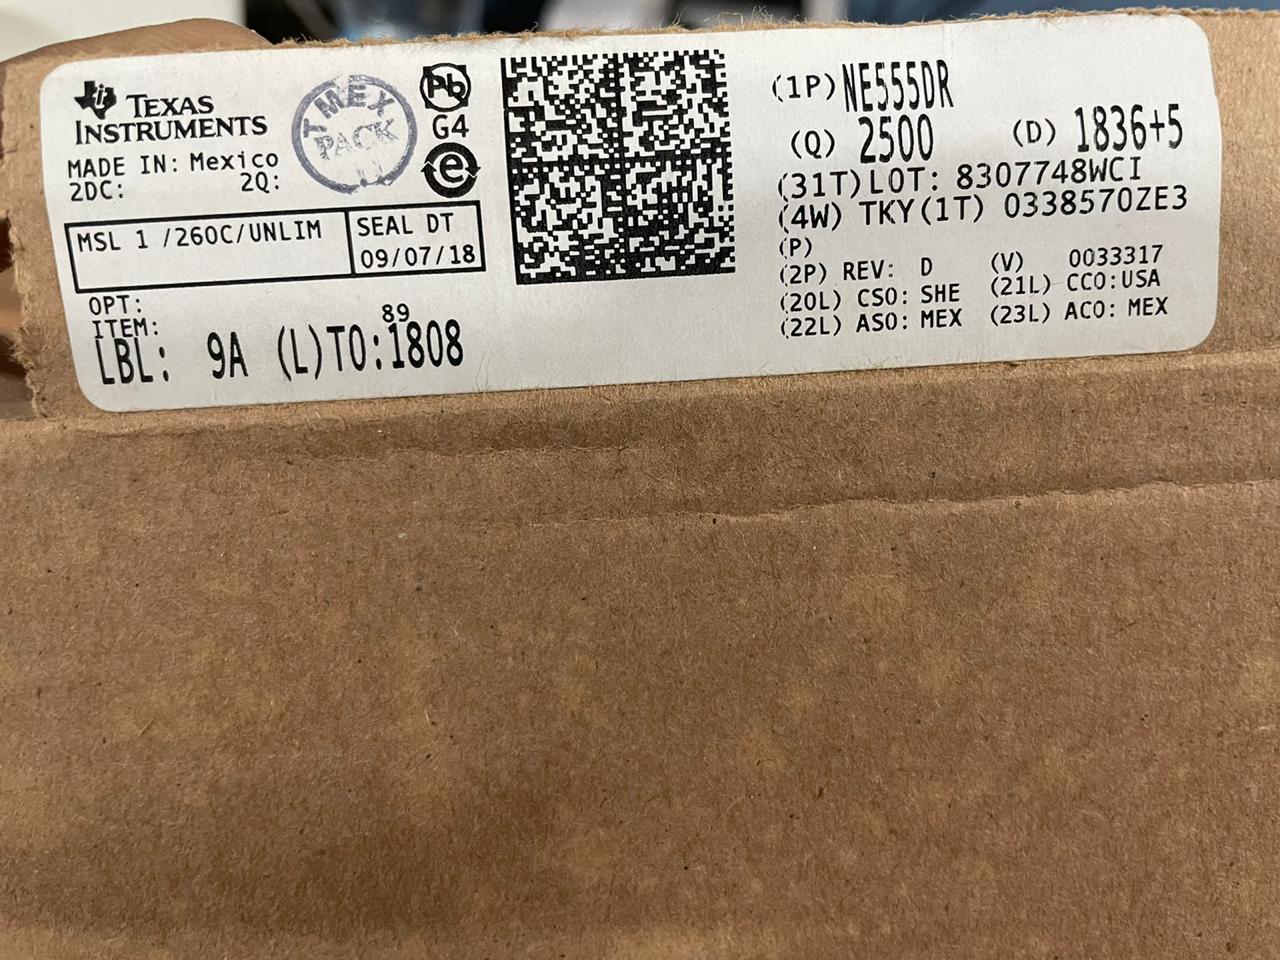 TEXAS
INSTRUMENTS
MADE IN: Mexico
2DC: 2Q:
TMEX
PACK
Pb
G4
e
MSL 1 /260C/UNLIM
SEAL DT
09/07/18
OPT:
ITEM: 89
LBL: 9A (L)TO:1808
(1P) NE555DR
(Q) 2500 (D) 1836+5
(31T)LOT: 8307748WCI
(4W) TKY(1T) 0338570ZE3
(P)
(2P) REV: D (V) 0033317
(20L) CSO: SHE (21L) CCO:USA
(22L) ASO: MEX (23L) ACO: MEX